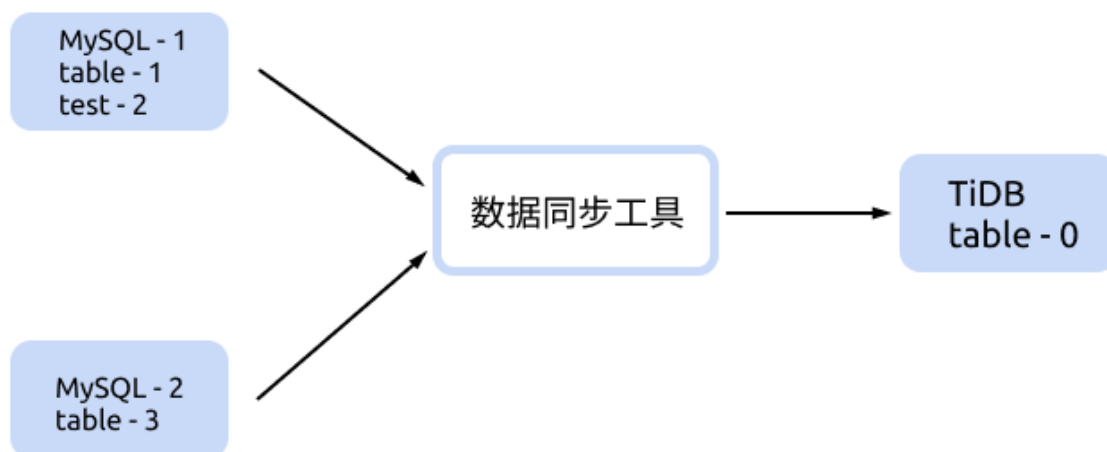 MySQL - 1
table - 1
test - 2
数据同步工具
TiDB
table - 0
MySQL - 2
table - 3